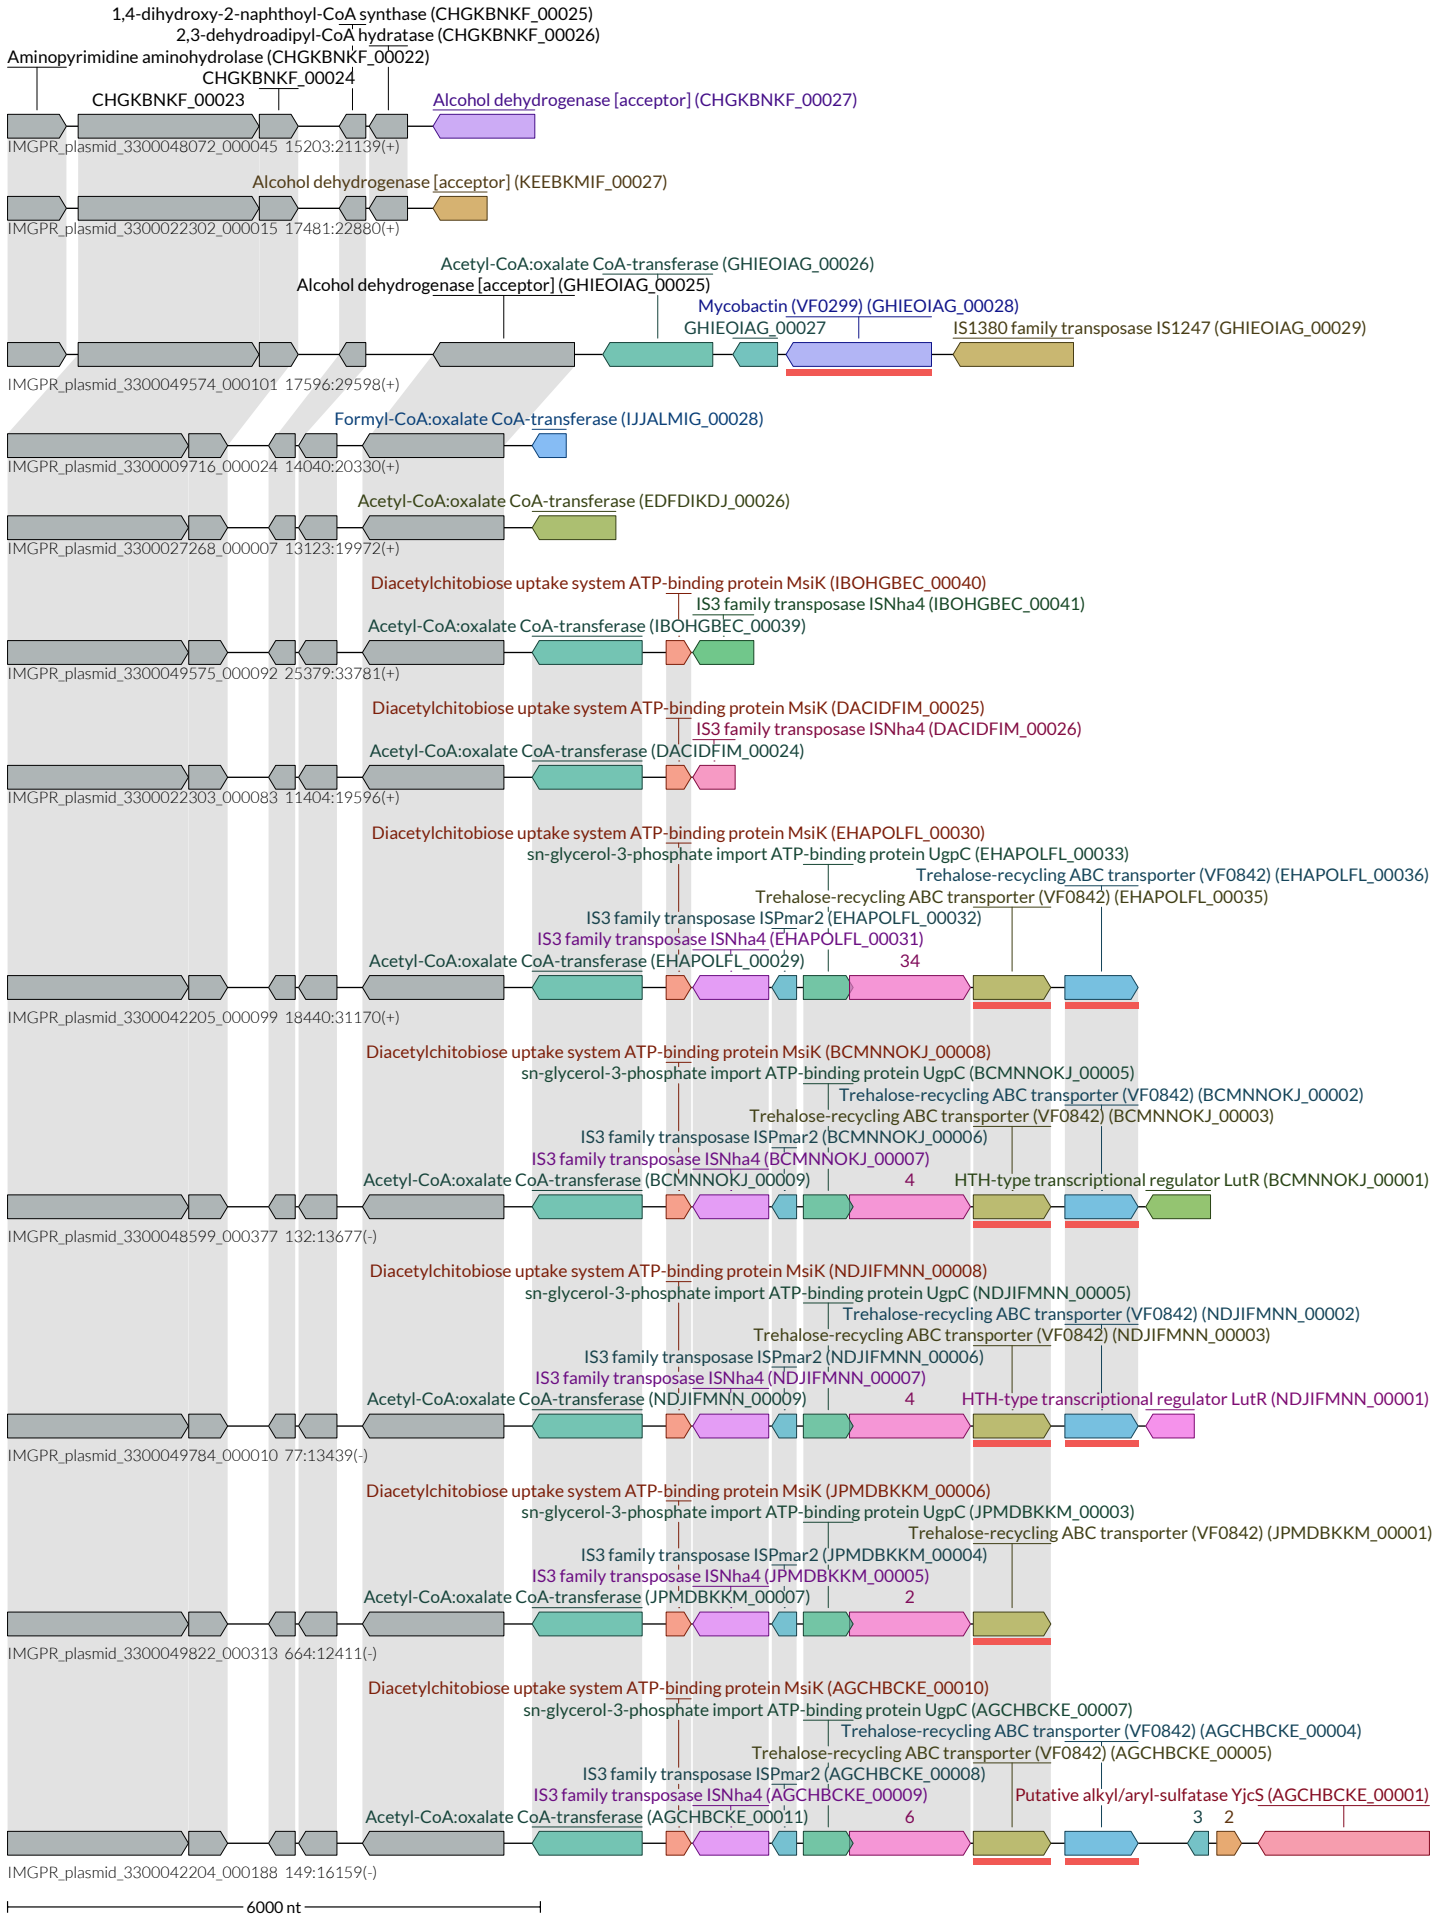 1,4-dihydroxy-2-naphthoyl-CoA synthase (CHGKBNKF_00025)
2,3-dehydroadipyl-CoA hydratase (CHGKBNKF_00026)
Aminopyrimidine aminohydrolase (CHGKBNKF_00022)
CHGKBNKF_00024
CHGKBNKF_00023
Alcohol dehydrogenase [acceptor] (CHGKBNKF_00027)
IMGPR_plasmid_3300048072_000045 15203:21139(+)
Alcohol dehydrogenase [acceptor] (KEEBKMIF_00027)
IMGPR_plasmid_3300022302_000015 17481:22880(+)
Acetyl-CoA:oxalate CoA-transferase (GHIEOIAG_00026)
Alcohol dehydrogenase [acceptor] (GHIEOIAG_00025)
Mycobactin (VF0299) (GHIEOIAG_00028)
GHIEOIAG_00027
IS1380 family transposase IS1247 (GHIEOIAG_00029)
IMGPR_plasmid_3300049574_000101 17596:29598(+)
Formyl-CoA:oxalate CoA-transferase (IJJALMIG_00028)
IMGPR_plasmid_3300009716_000024 14040:20330(+)
Acetyl-CoA:oxalate CoA-transferase (EDFDIKDJ_00026)
IMGPR_plasmid_3300027268_000007 13123:19972(+)
Diacetylchitobiose uptake system ATP-binding protein MsiK (IBOHGBEC_00040)
IS3 family transposase ISNha4 (IBOHGBEC_00041)
Acetyl-CoA:oxalate CoA-transferase (IBOHGBEC_00039)
IMGPR_plasmid_3300049575_000092 25379:33781(+)
Diacetylchitobiose uptake system ATP-binding protein MsiK (DACIDFIM_00025)
IS3 family transposase ISNha4 (DACIDFIM_00026)
Acetyl-CoA:oxalate CoA-transferase (DACIDFIM_00024)
IMGPR_plasmid_3300022303_000083 11404:19596(+)
Diacetylchitobiose uptake system ATP-binding protein MsiK (EHAPOLFL_00030)
sn-glycerol-3-phosphate import ATP-binding protein UgpC (EHAPOLFL_00033)
Trehalose-recycling ABC transporter (VF0842) (EHAPOLFL_00036)
Trehalose-recycling ABC transporter (VF0842) (EHAPOLFL_00035)
IS3 family transposase ISPmar2 (EHAPOLFL_00032)
IS3 family transposase ISNha4 (EHAPOLFL_00031)
Acetyl-CoA:oxalate CoA-transferase (EHAPOLFL_00029)
34
IMGPR_plasmid_3300042205_000099 18440:31170(+)
Diacetylchitobiose uptake system ATP-binding protein MsiK (BCMNNOKJ_00008)
sn-glycerol-3-phosphate import ATP-binding protein UgpC (BCMNNOKJ_00005)
Trehalose-recycling ABC transporter (VF0842) (BCMNNOKJ_00002)
Trehalose-recycling ABC transporter (VF0842) (BCMNNOKJ_00003)
IS3 family transposase ISPmar2 (BCMNNOKJ_00006)
IS3 family transposase ISNha4 (BCMNNOKJ_00007)
Acetyl-CoA:oxalate CoA-transferase (BCMNNOKJ_00009)
4
HTH-type transcriptional regulator LutR (BCMNNOKJ_00001)
IMGPR_plasmid_3300048599_000377 132:13677(-)
Diacetylchitobiose uptake system ATP-binding protein MsiK (NDJIFMNN_00008)
sn-glycerol-3-phosphate import ATP-binding protein UgpC (NDJIFMNN_00005)
Trehalose-recycling ABC transporter (VF0842) (NDJIFMNN_00002)
Trehalose-recycling ABC transporter (VF0842) (NDJIFMNN_00003)
IS3 family transposase ISPmar2 (NDJIFMNN_00006)
IS3 family transposase ISNha4 (NDJIFMNN_00007)
Acetyl-CoA:oxalate CoA-transferase (NDJIFMNN_00009)
4
HTH-type transcriptional regulator LutR (NDJIFMNN_00001)
IMGPR_plasmid_3300049784_000010 77:13439(-)
Diacetylchitobiose uptake system ATP-binding protein MsiK (JPMDBKKM_00006)
sn-glycerol-3-phosphate import ATP-binding protein UgpC (JPMDBKKM_00003)
Trehalose-recycling ABC transporter (VF0842) (JPMDBKKM_00001)
IS3 family transposase ISPmar2 (JPMDBKKM_00004)
IS3 family transposase ISNha4 (JPMDBKKM_00005)
Acetyl-CoA:oxalate CoA-transferase (JPMDBKKM_00007)
2
IMGPR_plasmid_3300049822_000313 664:12411(-)
Diacetylchitobiose uptake system ATP-binding protein MsiK (AGCHBCKE_00010)
sn-glycerol-3-phosphate import ATP-binding protein UgpC (AGCHBCKE_00007)
Trehalose-recycling ABC transporter (VF0842) (AGCHBCKE_00004)
Trehalose-recycling ABC transporter (VF0842) (AGCHBCKE_00005)
IS3 family transposase ISPmar2 (AGCHBCKE_00008)
IS3 family transposase ISNha4 (AGCHBCKE_00009)
Putative alkyl/aryl-sulfatase YjcS (AGCHBCKE_00001)
Acetyl-CoA:oxalate CoA-transferase (AGCHBCKE_00011)
6
3
2
IMGPR_plasmid_3300042204_000188 149:16159(-)
6000 nt